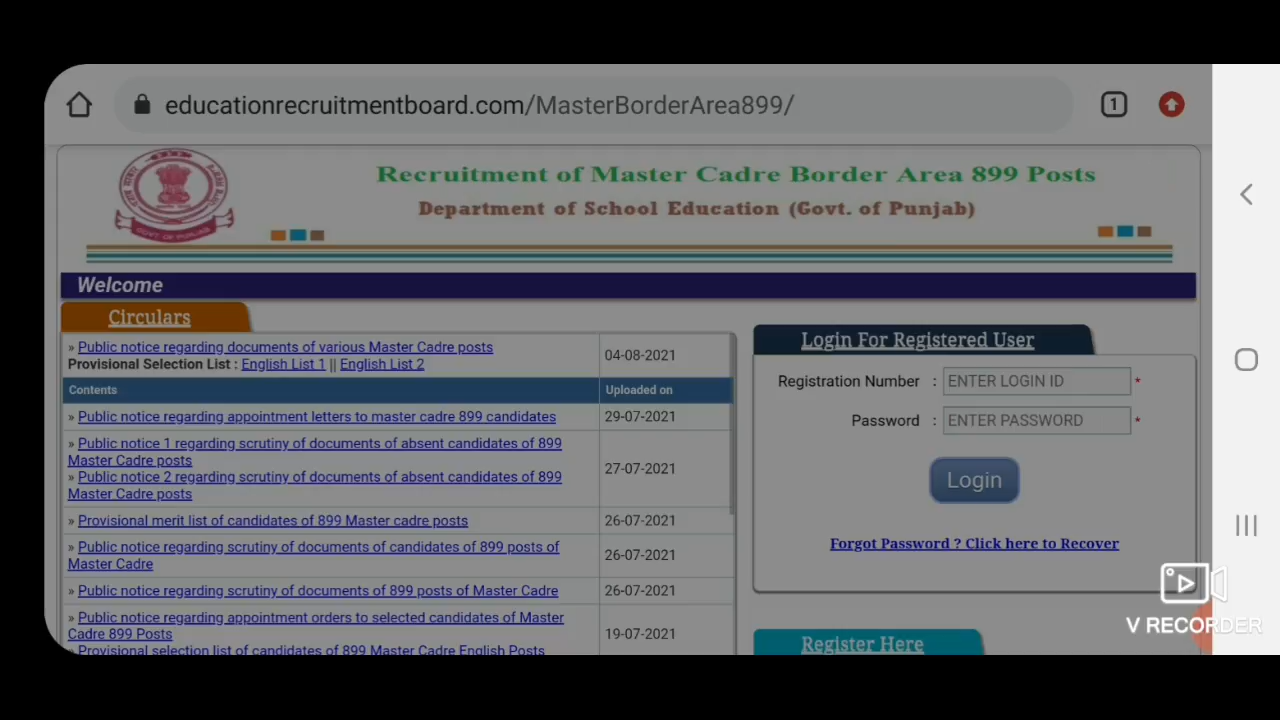 educationrecruitmentboard.com/MasterBorderArea899/
1
Recruitment of Master Cadre Border Area 899 Posts
Department of School Education (Govt. of Punjab)
GOVT. OF PUNJAB
Welcome
Circulars
» Public notice regarding documents of various Master Cadre posts
Provisional Selection List : English List 1 || English List 2
04-08-2021
Contents
Uploaded on
» Public notice regarding appointment letters to master cadre 899 candidates
29-07-2021
» Public notice 1 regarding scrutiny of documents of absent candidates of 899
Master Cadre posts
» Public notice 2 regarding scrutiny of documents of absent candidates of 899
Master Cadre posts
27-07-2021
» Provisional merit list of candidates of 899 Master cadre posts
26-07-2021
» Public notice regarding scrutiny of documents of candidates of 899 posts of
Master Cadre
26-07-2021
» Public notice regarding scrutiny of documents of 899 posts of Master Cadre
26-07-2021
» Public notice regarding appointment orders to selected candidates of Master
Cadre 899 Posts
19-07-2021
» Provisional selection list of candidates of 899 Master Cadre English Posts
Login For Registered User
Registration Number : ENTER LOGIN ID *
Password : ENTER PASSWORD *
Login
Forgot Password ? Click here to Recover
Register Here
V RECORDER